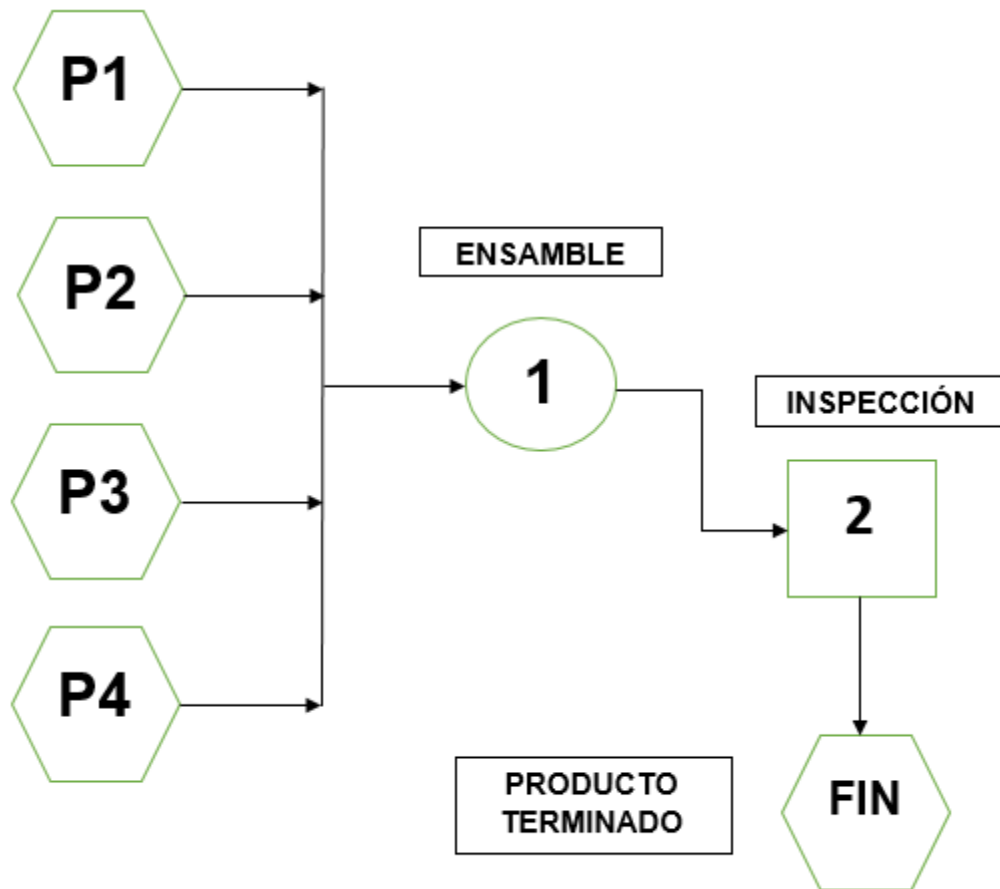 P1
P2
P3
P4
ENSAMBLE
1
INSPECCIÓN
2
PRODUCTO
TERMINADO
FIN